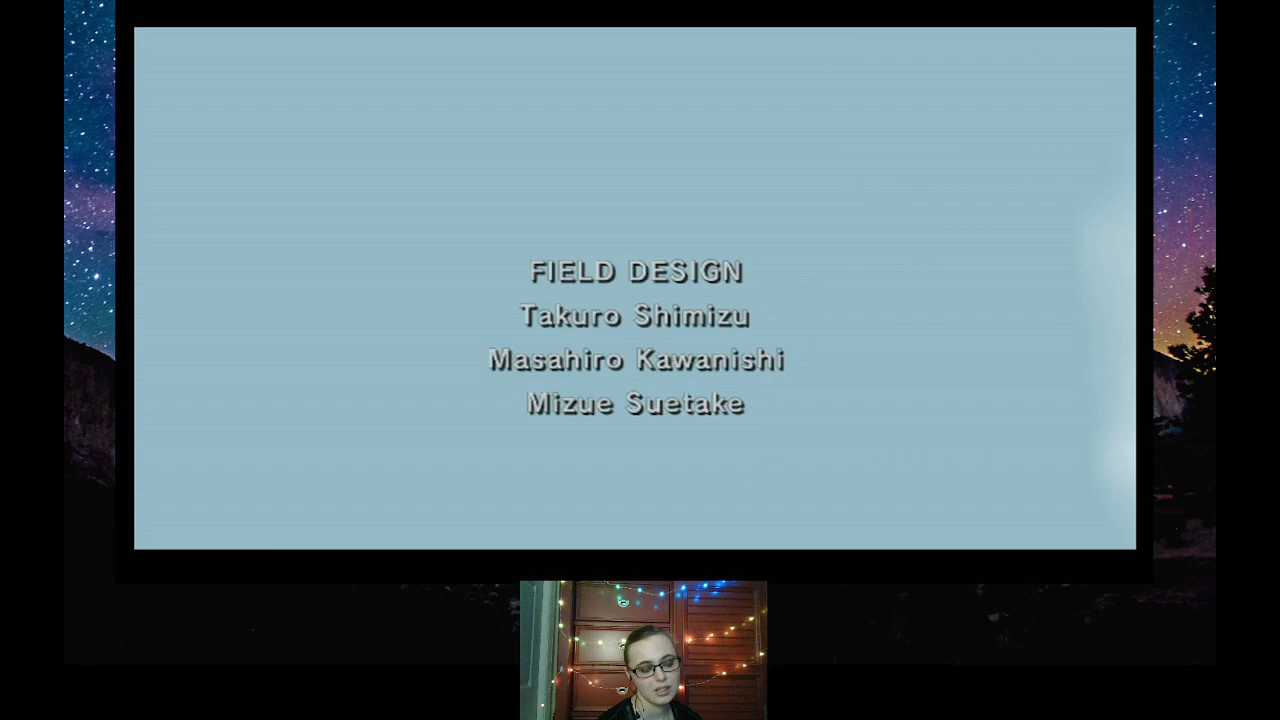 FIELD DESIGN
Takuro Shimizu
Masahiro Kawanishi
Mizue Suetake